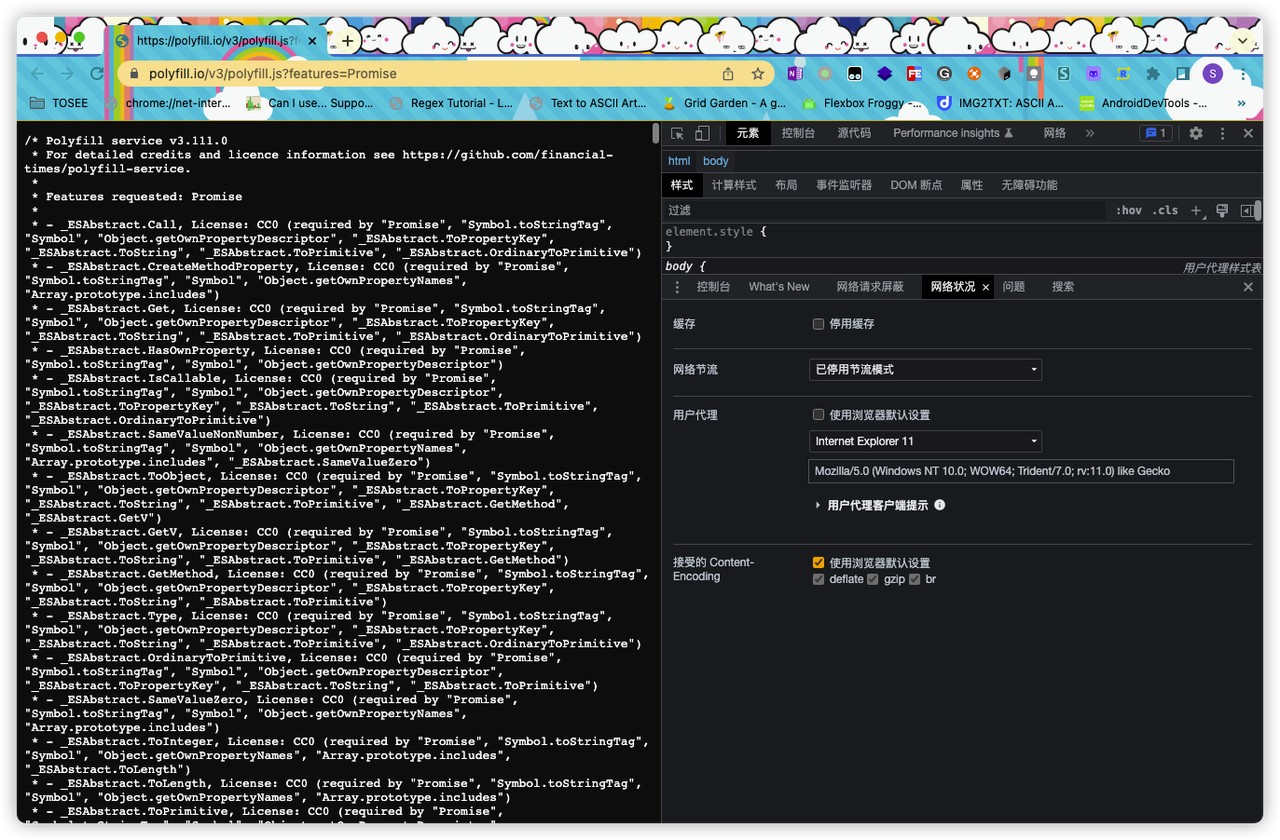 https://polyfill.io/v3/polyfill.js?f
polyfill.io/v3/polyfill.js?features=Promise
S
TOSEE
chrome://net-inter...
Can I use... Suppo...
Regex Tutorial - L...
Text to ASCII Art...
Grid Garden - A g...
Flexbox Froggy -...
IMG2TXT: ASCII A...
AndroidDevTools -...
»
/* Polyfill service v3.111.0
* For detailed credits and licence information see https://github.com/financial-
times/polyfill-service.
*
* Features requested: Promise
*
* - _ESAbstract.Call, License: CC0 (required by "Promise", "Symbol.toStringTag",
"Symbol", "Object.getOwnPropertyDescriptor", "_ESAbstract.ToPropertyKey",
"_ESAbstract.ToString", "_ESAbstract.ToPrimitive", "_ESAbstract.OrdinaryToPrimitive")
* - _ESAbstract.CreateMethodProperty, License: CC0 (required by "Promise",
"Symbol.toStringTag", "Symbol", "Object.getOwnPropertyNames",
"Array.prototype.includes")
* - _ESAbstract.Get, License: CC0 (required by "Promise", "Symbol.toStringTag",
"Symbol", "Object.getOwnPropertyDescriptor", "_ESAbstract.ToPropertyKey",
"_ESAbstract.ToString", "_ESAbstract.ToPrimitive", "_ESAbstract.OrdinaryToPrimitive")
* - _ESAbstract.HasOwnProperty, License: CC0 (required by "Promise",
"Symbol.toStringTag", "Symbol", "Object.getOwnPropertyDescriptor")
* - _ESAbstract.IsCallable, License: CC0 (required by "Promise",
"Symbol.toStringTag", "Symbol", "Object.getOwnPropertyDescriptor",
"_ESAbstract.ToPropertyKey", "_ESAbstract.ToString", "_ESAbstract.ToPrimitive",
"_ESAbstract.OrdinaryToPrimitive")
* - _ESAbstract.SameValueNonNumber, License: CC0 (required by "Promise",
"Symbol.toStringTag", "Symbol", "Object.getOwnPropertyNames",
"Array.prototype.includes", "_ESAbstract.SameValueZero")
* - _ESAbstract.ToObject, License: CC0 (required by "Promise", "Symbol.toStringTag",
"Symbol", "Object.getOwnPropertyDescriptor", "_ESAbstract.ToPropertyKey",
"_ESAbstract.ToString", "_ESAbstract.ToPrimitive", "_ESAbstract.GetMethod",
"_ESAbstract.GetV")
* - _ESAbstract.GetV, License: CC0 (required by "Promise", "Symbol.toStringTag",
"Symbol", "Object.getOwnPropertyDescriptor", "_ESAbstract.ToPropertyKey",
"_ESAbstract.ToString", "_ESAbstract.ToPrimitive", "_ESAbstract.GetMethod")
* - _ESAbstract.GetMethod, License: CC0 (required by "Promise", "Symbol.toStringTag",
"Symbol", "Object.getOwnPropertyDescriptor", "_ESAbstract.ToPropertyKey",
"_ESAbstract.ToString", "_ESAbstract.ToPrimitive")
* - _ESAbstract.Type, License: CC0 (required by "Promise", "Symbol.toStringTag",
"Symbol", "Object.getOwnPropertyDescriptor", "_ESAbstract.ToPropertyKey",
"_ESAbstract.ToString", "_ESAbstract.ToPrimitive", "_ESAbstract.OrdinaryToPrimitive")
* - _ESAbstract.OrdinaryToPrimitive, License: CC0 (required by "Promise",
"Symbol.toStringTag", "Symbol", "Object.getOwnPropertyDescriptor",
"_ESAbstract.ToPropertyKey", "_ESAbstract.ToString", "_ESAbstract.ToPrimitive")
* - _ESAbstract.SameValueZero, License: CC0 (required by "Promise",
"Symbol.toStringTag", "Symbol", "Object.getOwnPropertyNames",
"Array.prototype.includes")
* - _ESAbstract.ToInteger, License: CC0 (required by "Promise", "Symbol.toStringTag",
"Symbol", "Object.getOwnPropertyNames", "Array.prototype.includes",
"_ESAbstract.ToLength")
* - _ESAbstract.ToLength, License: CC0 (required by "Promise", "Symbol.toStringTag",
"Symbol", "Object.getOwnPropertyNames", "Array.prototype.includes")
* - _ESAbstract.ToPrimitive, License: CC0 (required by "Promise",
元素 控制台 源代码 Performance insights 网络 » 1
html body
样式 计算样式 布局 事件监听器 DOM 断点 属性 无障碍功能
过滤 :hov .cls +
element.style {
}
body { 用户代理样式表
控制台 What's New 网络请求屏蔽 网络状况 × 问题 搜索
缓存 停用缓存
网络节流 已停用节流模式
用户代理 使用浏览器默认设置
Internet Explorer 11
Mozilla/5.0 (Windows NT 10.0; WOW64; Trident/7.0; rv:11.0) like Gecko
用户代理客户端提示
接受的 Content-
Encoding
使用浏览器默认设置
deflate gzip br